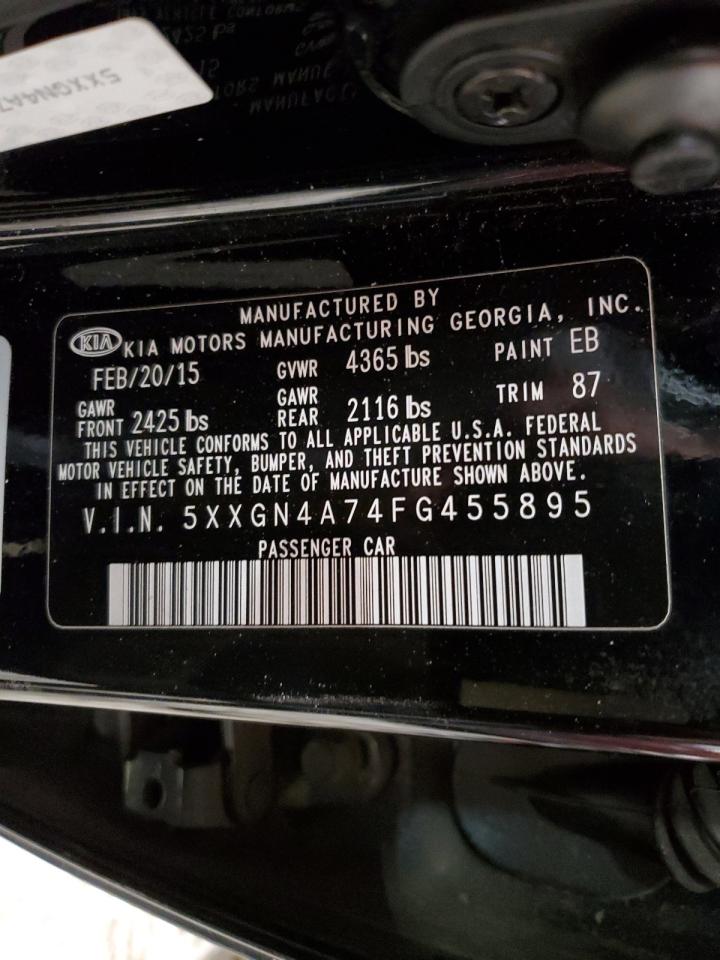 5XXGN4A7
MANUFACTURED BY
KIA KIA MOTORS MANUFACTURING GEORGIA, INC.
FEB/20/15 GVWR 4365 lbs PAINT EB
GAWR FRONT 2425 lbs GAWR REAR 2116 lbs TRIM 87
THIS VEHICLE CONFORMS TO ALL APPLICABLE U.S.A. FEDERAL
MOTOR VEHICLE SAFETY, BUMPER, AND THEFT PREVENTION STANDARDS
IN EFFECT ON THE DATE OF MANUFACTURE SHOWN ABOVE.
V.I.N. 5XXGN4A74FG455895
PASSENGER CAR